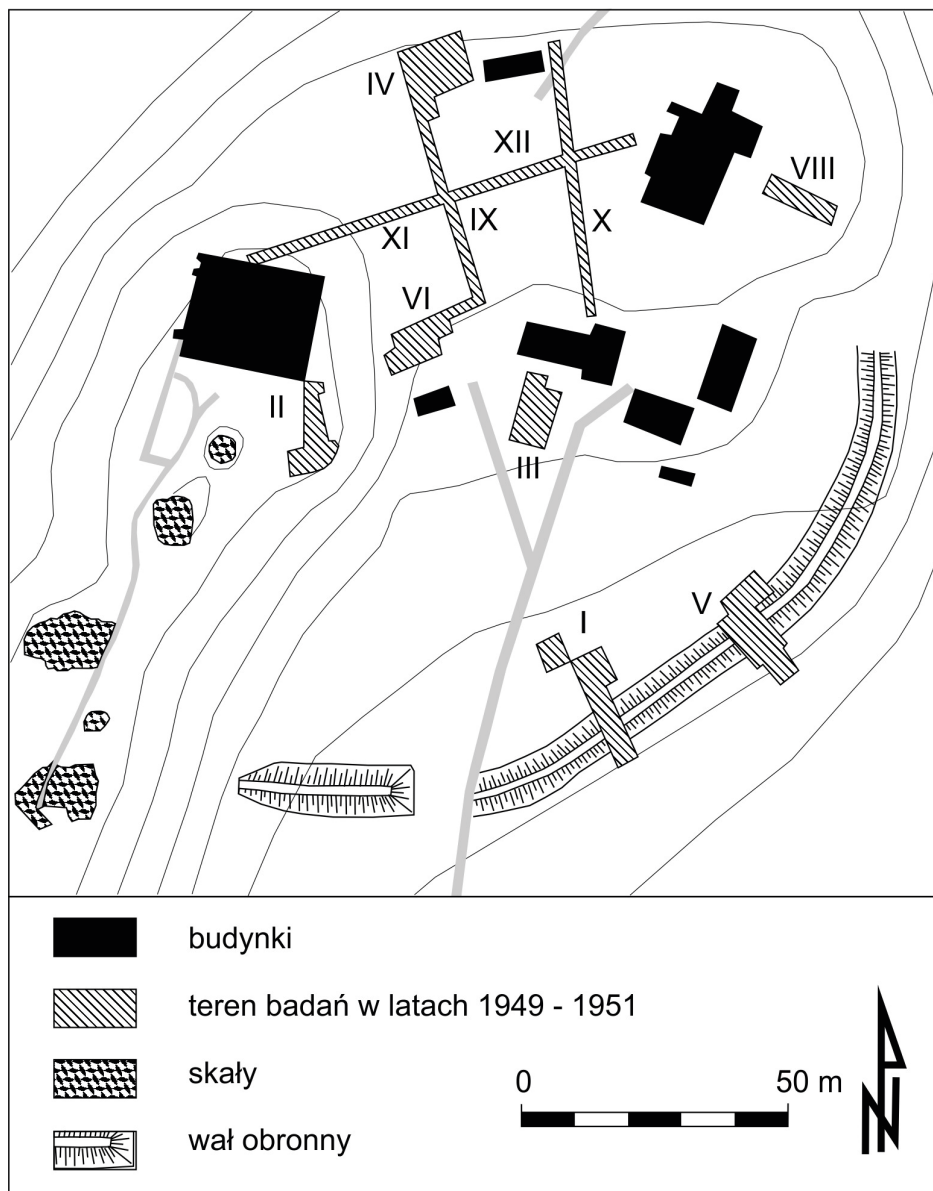 IV
XII
VIII
IX
X
XI
VI
II
III
V
I
budynki
teren badań w latach 1949 - 1951
0 50 m
skały
wał obronny
PN